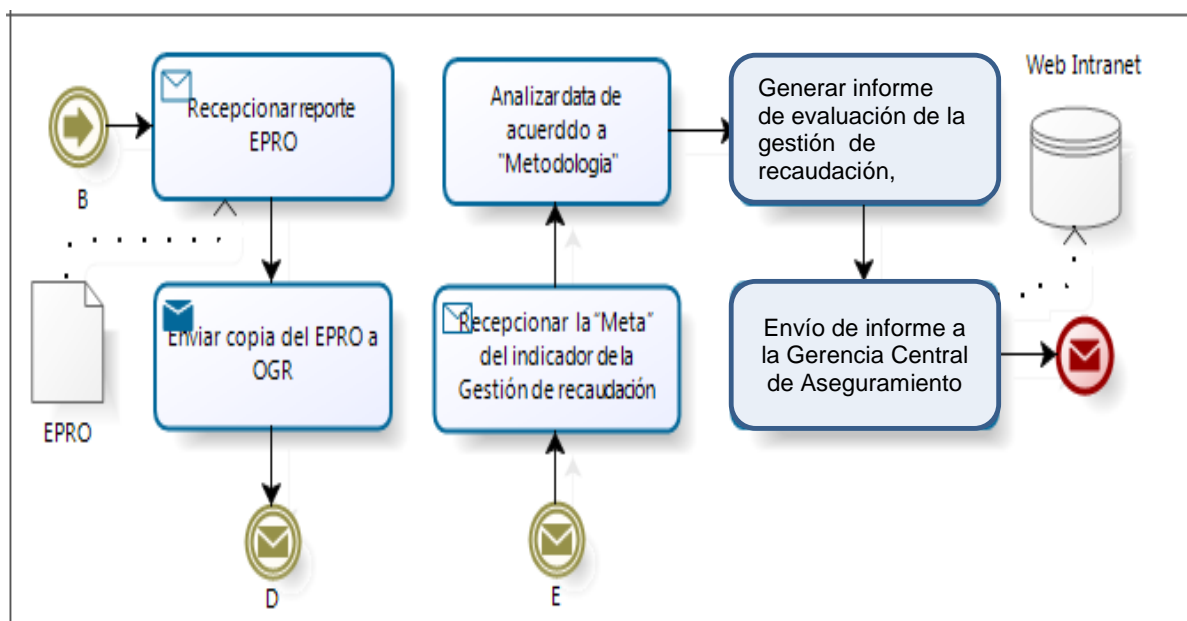 Recepcionar reporte
EPRO
B
EPRO
Enviar copia del EPRO a
OGR
D
Analizar data de
acuerddo a
"Metodologia"
Recepcionar la "Meta"
del indicador de la
Gestión de recaudación
E
Generar informe
de evaluación de la
gestión de
recaudación,
Envío de informe a
la Gerencia Central
de Aseguramiento
Web Intranet